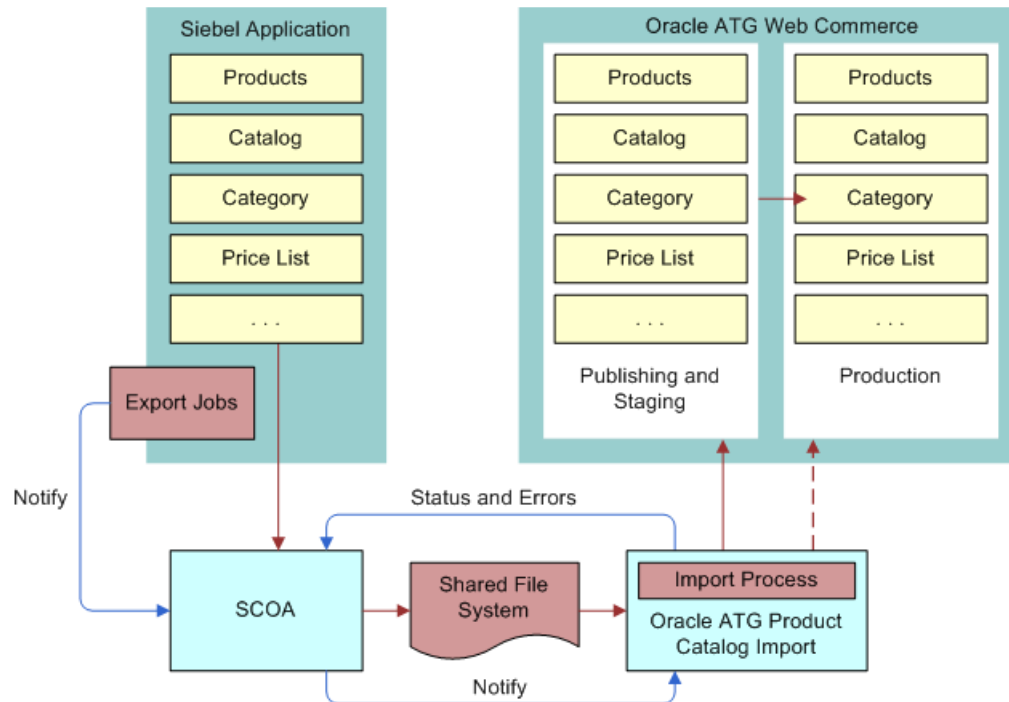 Siebel Application
Products
Catalog
Category
Price List
. . .
Export Jobs
Notify
Oracle ATG Web Commerce
Products
Catalog
Category
Price List
. . .
Publishing and
Staging
Products
Catalog
Category
Price List
. . .
Production
Status and Errors
SCOA
Shared File
System
Import Process
Oracle ATG Product
Catalog Import
Notify